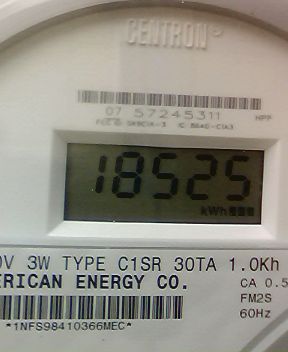 CENTRON
07 57245311 HPP
18525
kWh
0V 3W TYPE C1SR 30TA 1.0Kh
ERICAN ENERGY CO. CA 0.5
FM2S
*1NFS98410366MEC* 60Hz